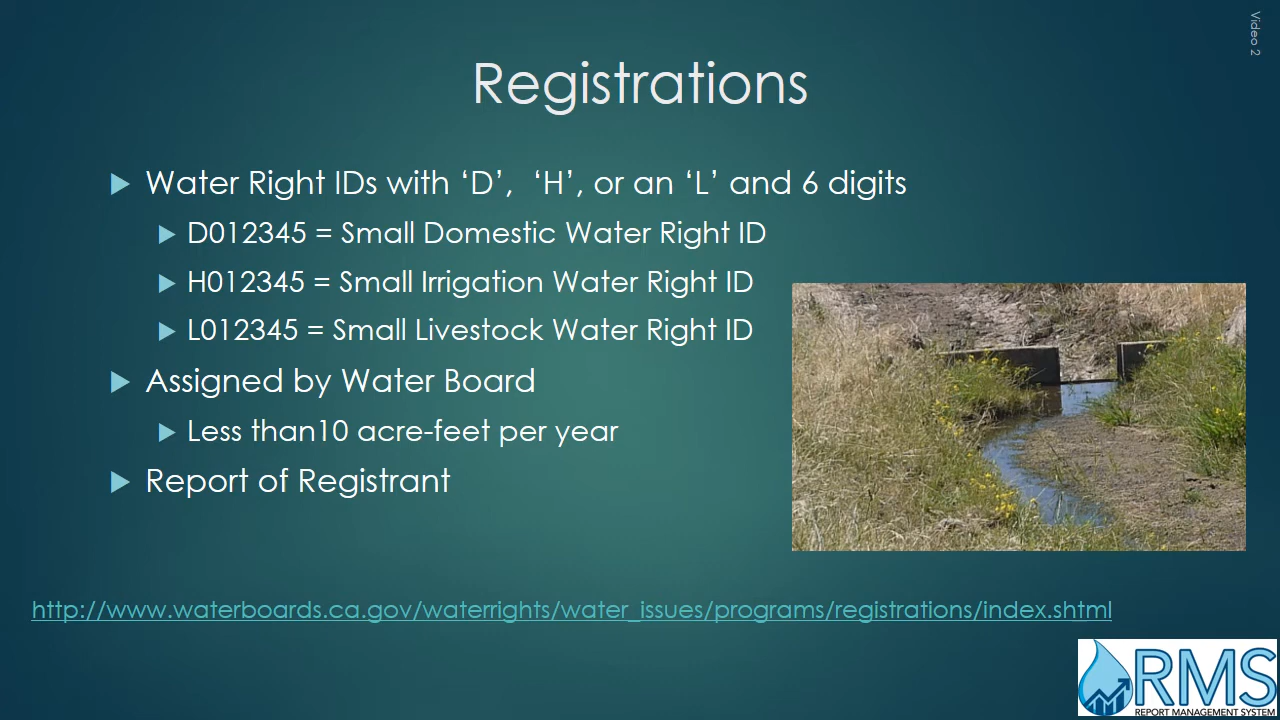 Video 2
Registrations
Water Right IDs with ‘D’,  ‘H’, or an ‘L’ and 6 digits
D012345 = Small Domestic Water Right ID
H012345 = Small Irrigation Water Right ID
L012345 = Small Livestock Water Right ID
Assigned by Water Board
Less than10 acre-feet per year
Report of Registrant
http://www.waterboards.ca.gov/waterrights/water_issues/programs/registrations/index.shtml
RMS
REPORT MANAGEMENT SYSTEM